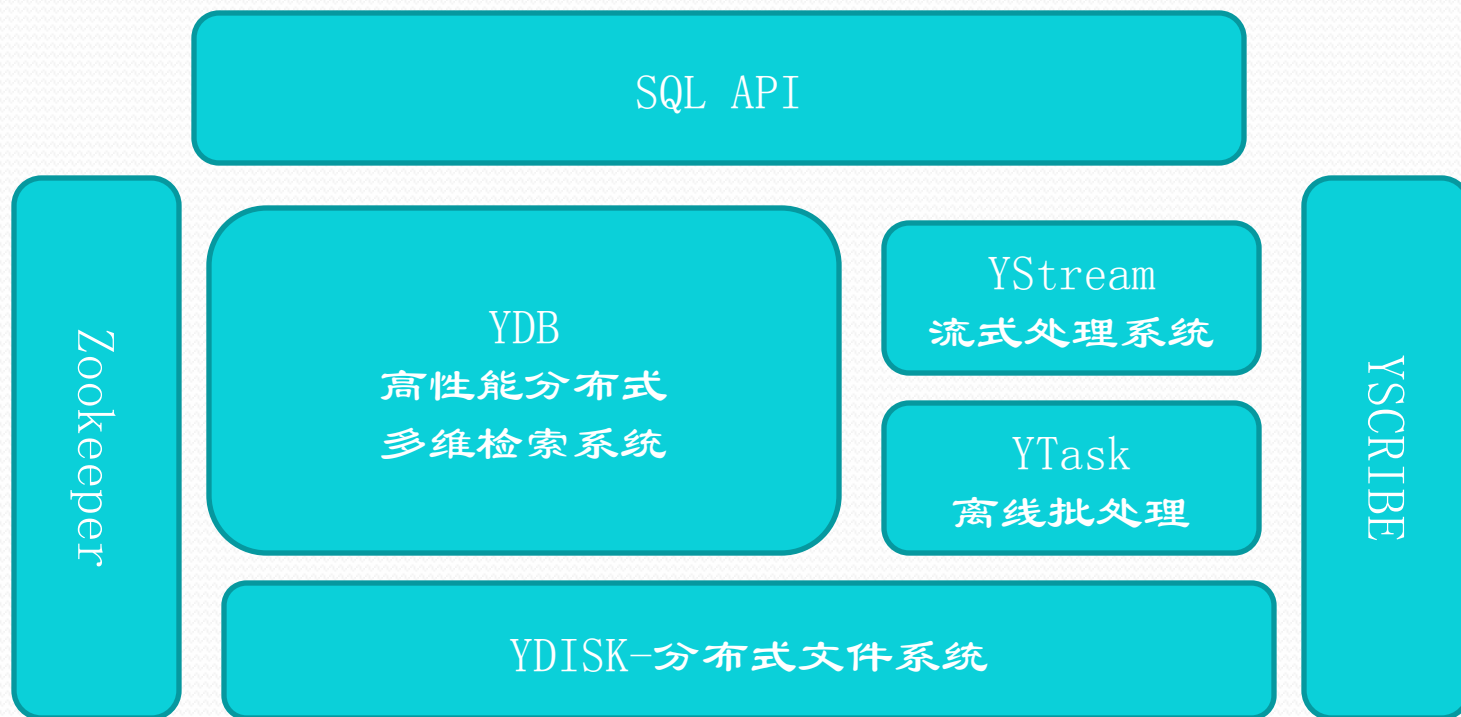 SQL API
Zookeeper
YDB
高性能分布式
多维检索系统
YStream
流式处理系统
YTask
离线批处理
YSCRIBE
YDISK-分布式文件系统